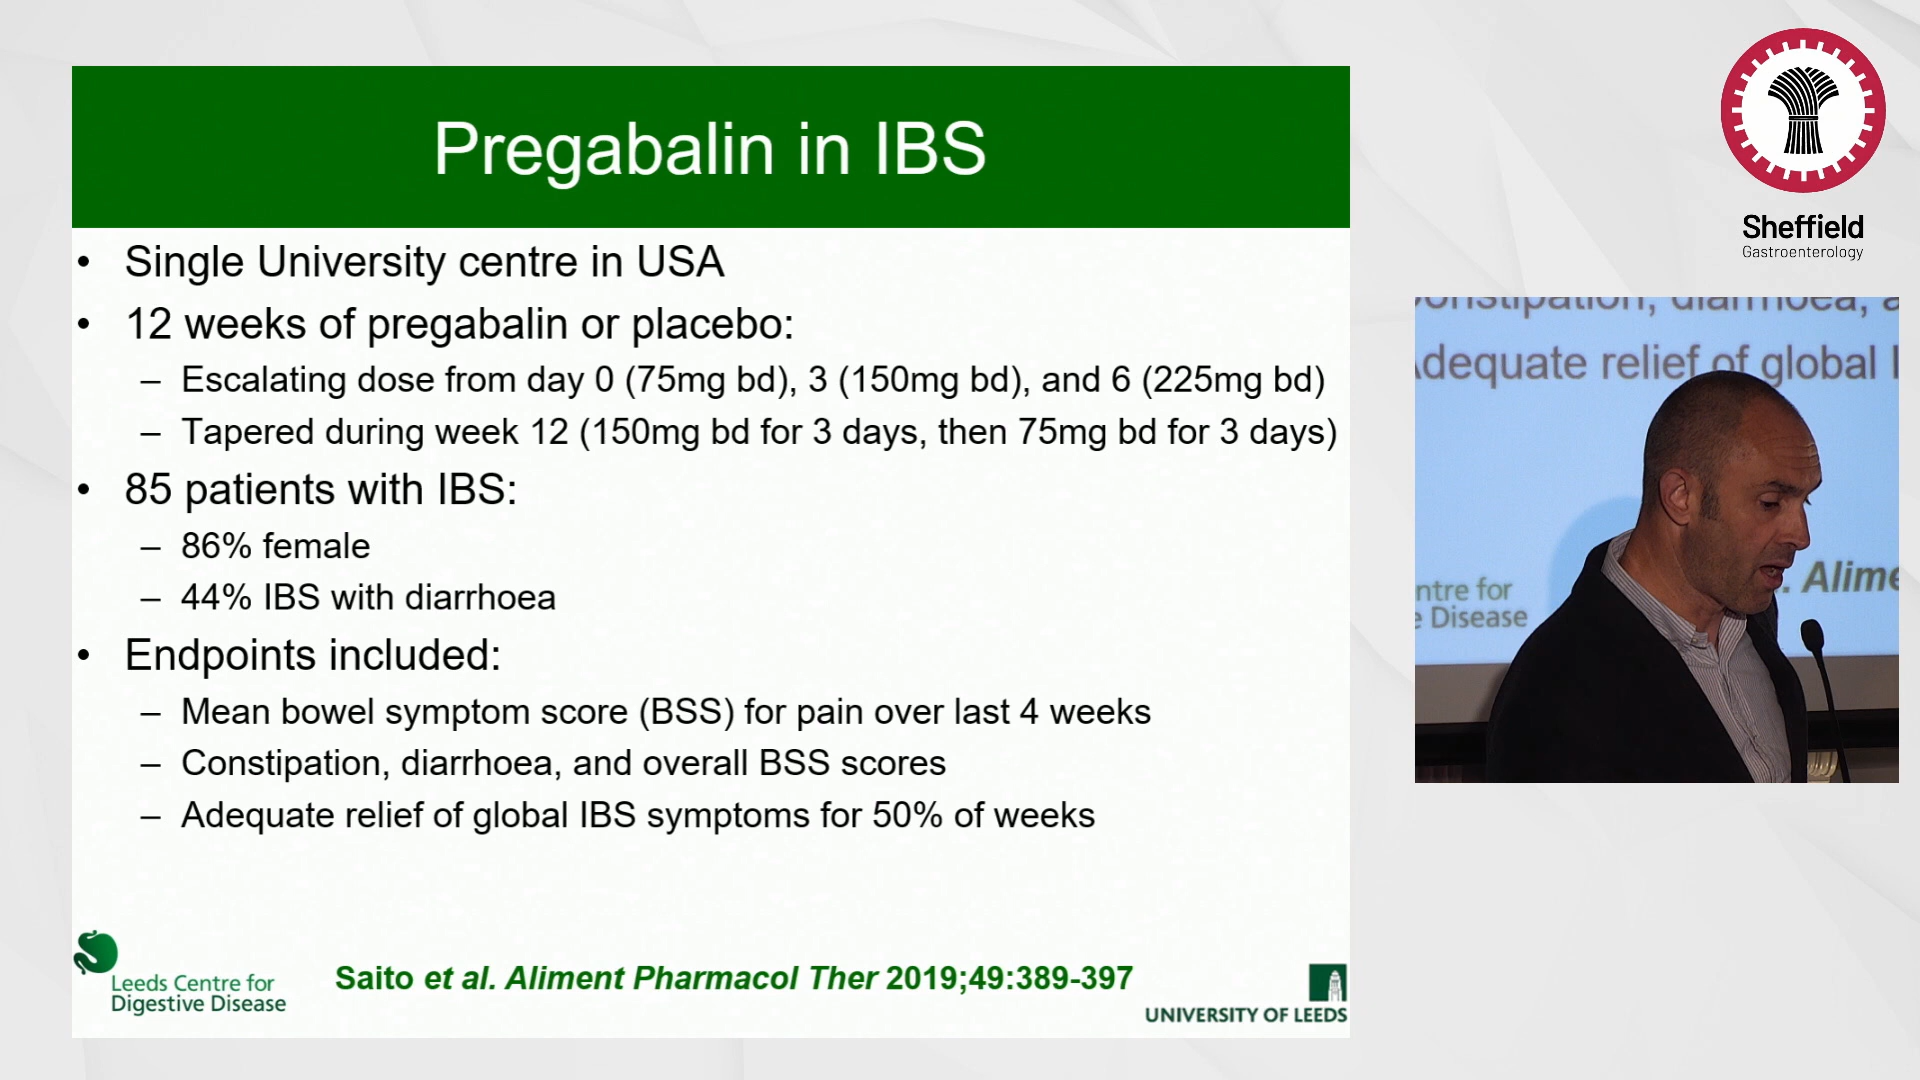 Pregabalin in IBS
• Single University centre in USA
• 12 weeks of pregabalin or placebo:
– Escalating dose from day 0 (75mg bd), 3 (150mg bd), and 6 (225mg bd)
– Tapered during week 12 (150mg bd for 3 days, then 75mg bd for 3 days)
• 85 patients with IBS:
– 86% female
– 44% IBS with diarrhoea
• Endpoints included:
– Mean bowel symptom score (BSS) for pain over last 4 weeks
– Constipation, diarrhoea, and overall BSS scores
– Adequate relief of global IBS symptoms for 50% of weeks
Leeds Centre for
Digestive Disease
Saito et al. Aliment Pharmacol Ther 2019;49:389-397
UNIVERSITY OF LEEDS
Sheffield
Gastroenterology
onstipation, diarrhoea, a
dequate relief of global I
ntre for
e Disease
. Alime